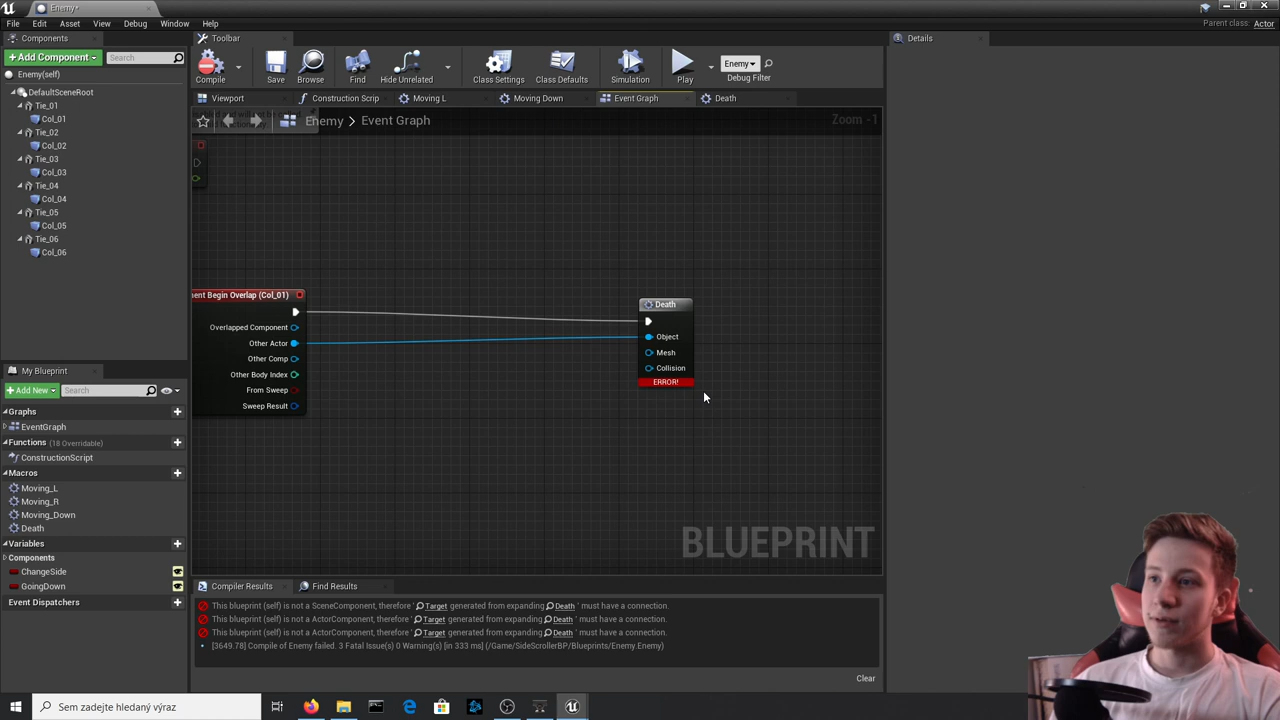 Enemy*
File Edit Asset View Debug Window Help
Parent class: Actor
Components
Toolbar
Details
+Add Component
Search
Enemy(self)
DefaultSceneRoot
Tie_01
Col_01
Tie_02
Col_02
Tie_03
Col_03
Tie_04
Col_04
Tie_05
Col_05
Tie_06
Col_06
Compile
Save
Browse
Find
Hide Unrelated
Class Settings
Class Defaults
Simulation
Play
Enemy
Debug Filter
Viewport
Construction Scrip
Moving L
Moving Down
Event Graph
Death
Enemy > Event Graph
Zoom -1
ent Begin Overlap (Col_01)
Overlapped Component
Other Actor
Other Comp
Other Body Index
From Sweep
Sweep Result
Death
Object
Mesh
Collision
ERROR!
BLUEPRINT
My Blueprint
+Add New
Search
Graphs
EventGraph
Functions (18 Overridable)
ConstructionScript
Macros
Moving_L
Moving_R
Moving_Down
Death
Variables
Components
ChangeSide
GoingDown
Event Dispatchers
Compiler Results
Find Results
This blueprint (self) is not a SceneComponent, therefore ' Target generated from expanding Death ' must have a connection.
This blueprint (self) is not a ActorComponent, therefore ' Target generated from expanding Death ' must have a connection.
This blueprint (self) is not a ActorComponent, therefore ' Target generated from expanding Death ' must have a connection.
[3649.78] Compile of Enemy failed. 3 Fatal Issue(s) 0 Warning(s) [in 333 ms] (/Game/SideScrollerBP/Blueprints/Enemy.Enemy)
Clear
Sem zadejte hledaný výraz